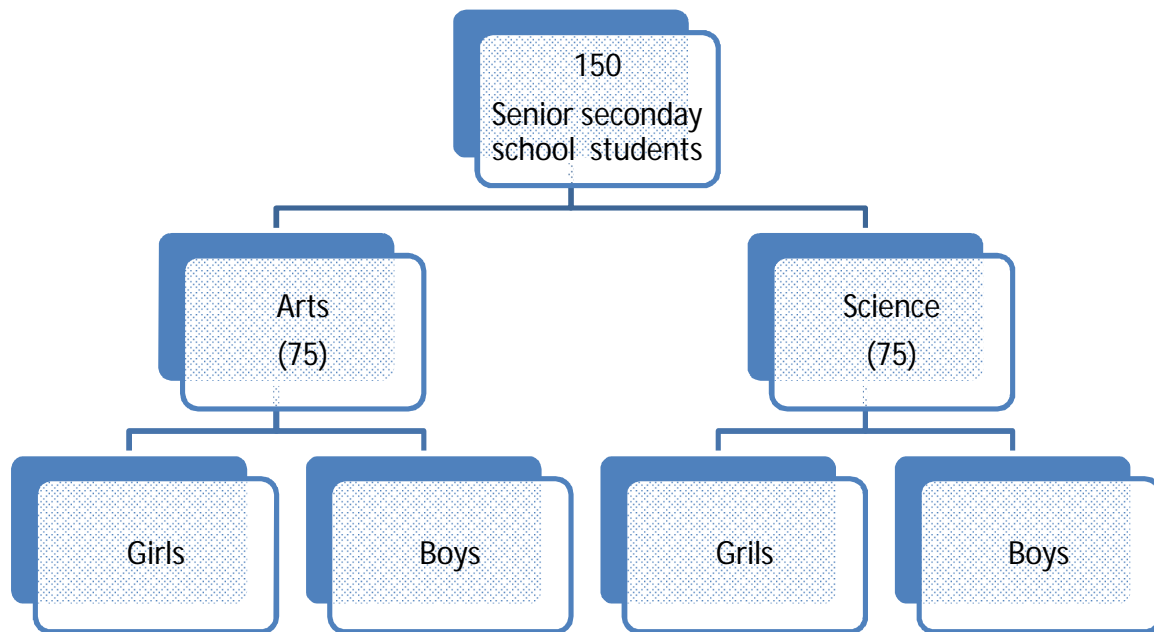 150
Senior seconday
school students
Arts
(75)
Science
(75)
Girls
Boys
Grils
Boys